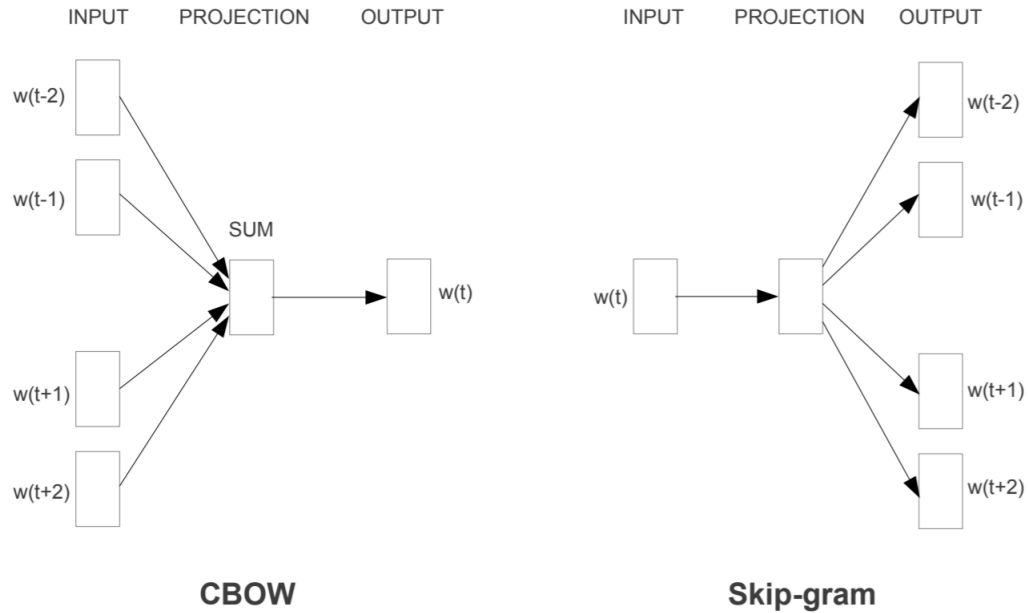 INPUT PROJECTION OUTPUT
w(t-2)
w(t-1)
SUM
w(t)
w(t+1)
w(t+2)
CBOW
INPUT PROJECTION OUTPUT
w(t-2)
w(t-1)
w(t)
w(t+1)
w(t+2)
Skip-gram